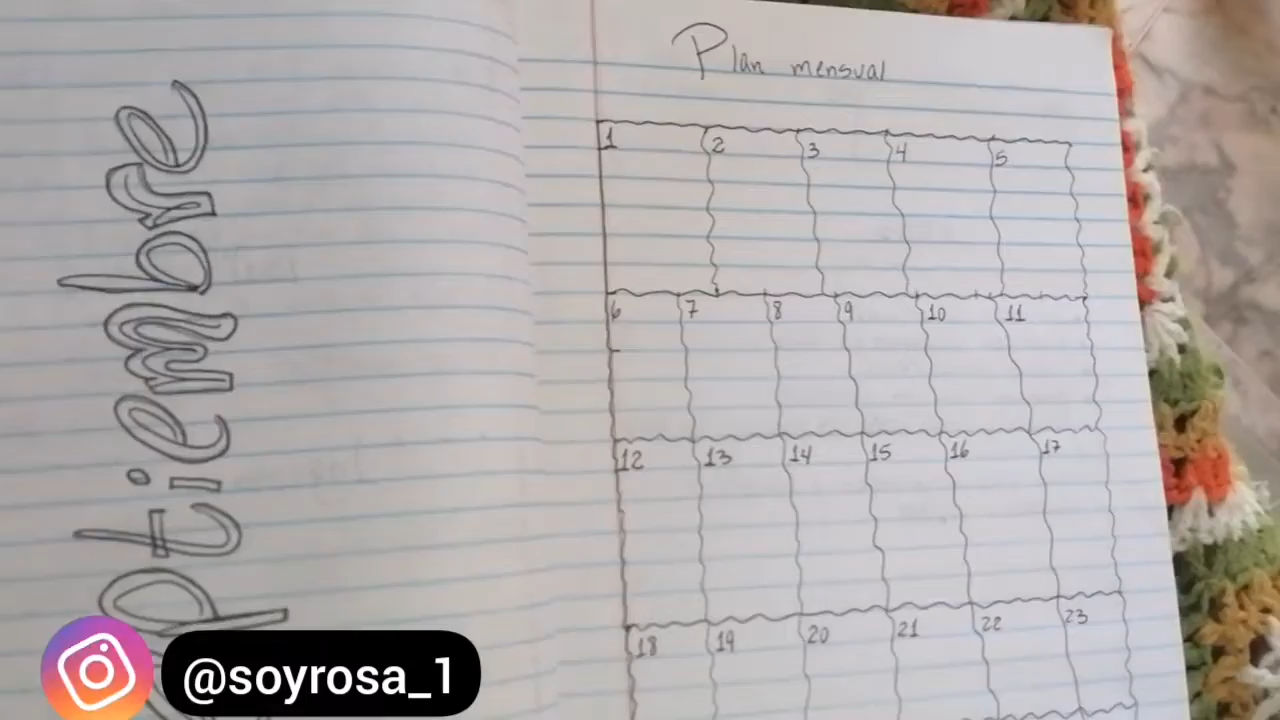 ptiembre
Plan mensual
1 2 3 4 5
6 7 8 9 10 11
12 13 14 15 16 17
18 19 20 21 22 23
@soyrosa_1